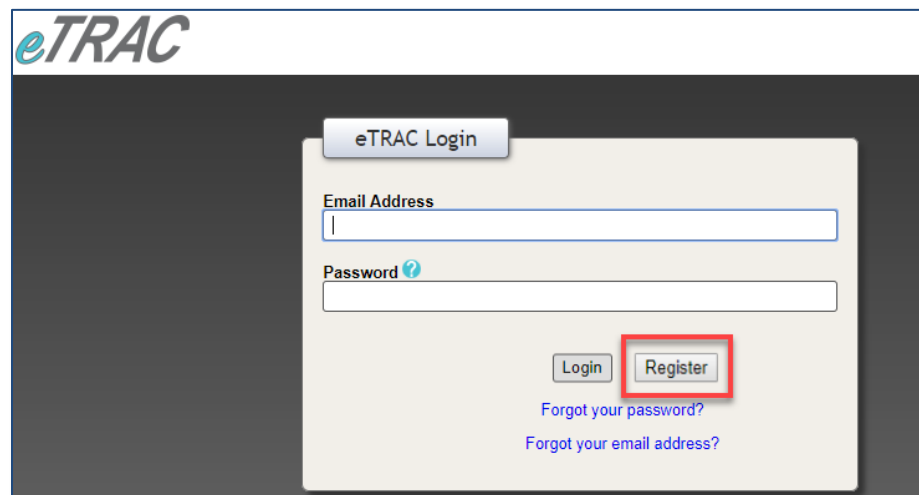 eTRAC
eTRAC Login
Email Address
Password ?
Login Register
Forgot your password?
Forgot your email address?